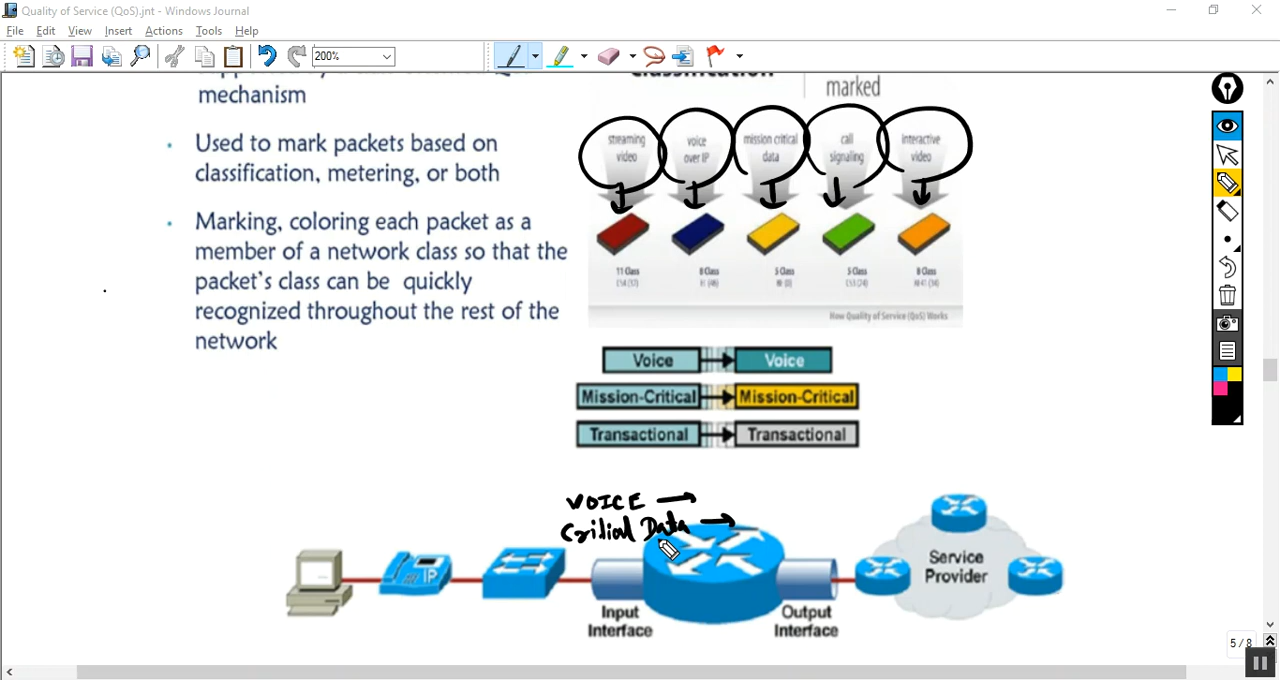 Quality of Service (QoS).jnt - Windows Journal
File Edit View Insert Actions Tools Help
200%
mechanism
• Used to mark packets based on
classification, metering, or both
• Marking, coloring each packet as a
member of a network class so that the
packet's class can be quickly
recognized throughout the rest of the
network
Classification
marked
streaming
video
voice
over IP
mission critical
data
call
signaling
interactive
video
How Quality of Service (QoS) Works
Voice Voice
Mission-Critical Mission-Critical
Transactional Transactional
VOICE
Critial Data
IP
Input
Interface
Output
Interface
Service
Provider
5 / 8